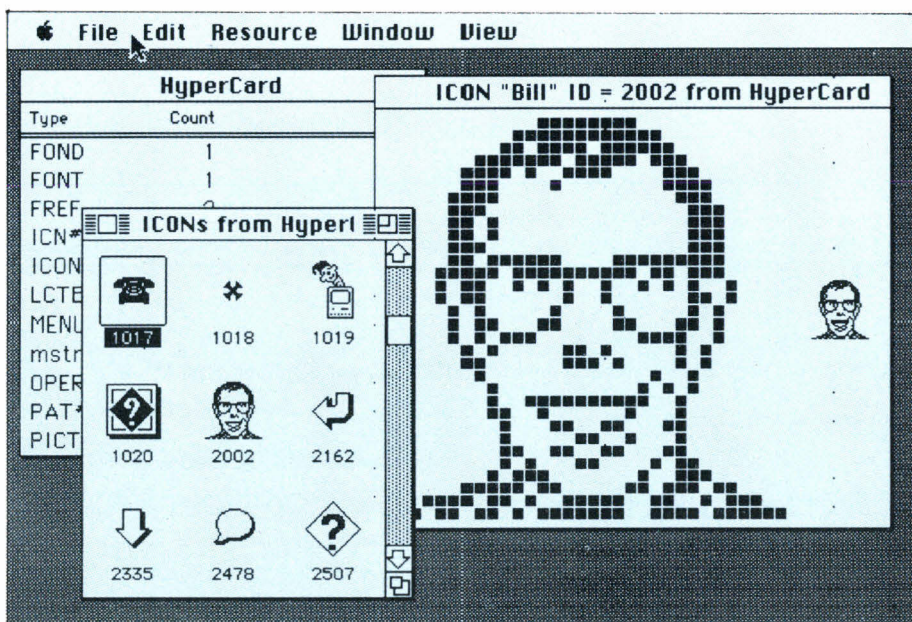 File Edit Resource Window View
HyperCard
Type Count
FOND 1
FONT 1
FREF
ICN#
ICON
LCTE
MENU
mstr
OPER
PAT#
PICT
ICON "Bill" ID = 2002 from HyperCard
ICONs from HyperC
1017 1018 1019
1020 2002 2162
2335 2478 2507